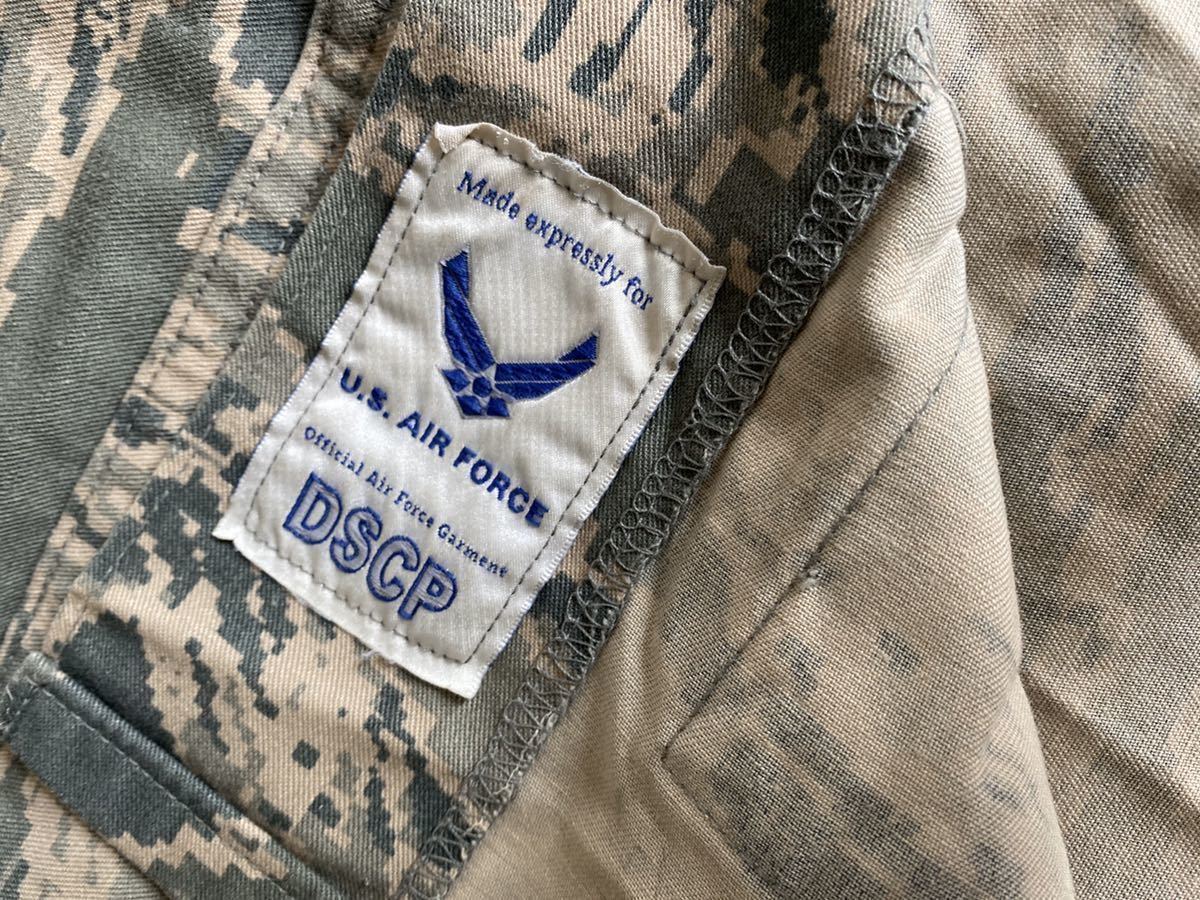 Made expressly for
U.S. AIR FORCE
Official Air Force Garment
DSCP